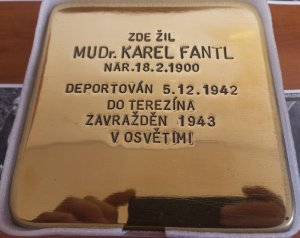 ZDE ŽIL
MUDr. KAREL FANTL
NAR.18.2.1900
DEPORTOVÁN 5.12.1942
DO TEREZÍNA
ZAVRAŽDĚN 1943
V OSVĚTIMI